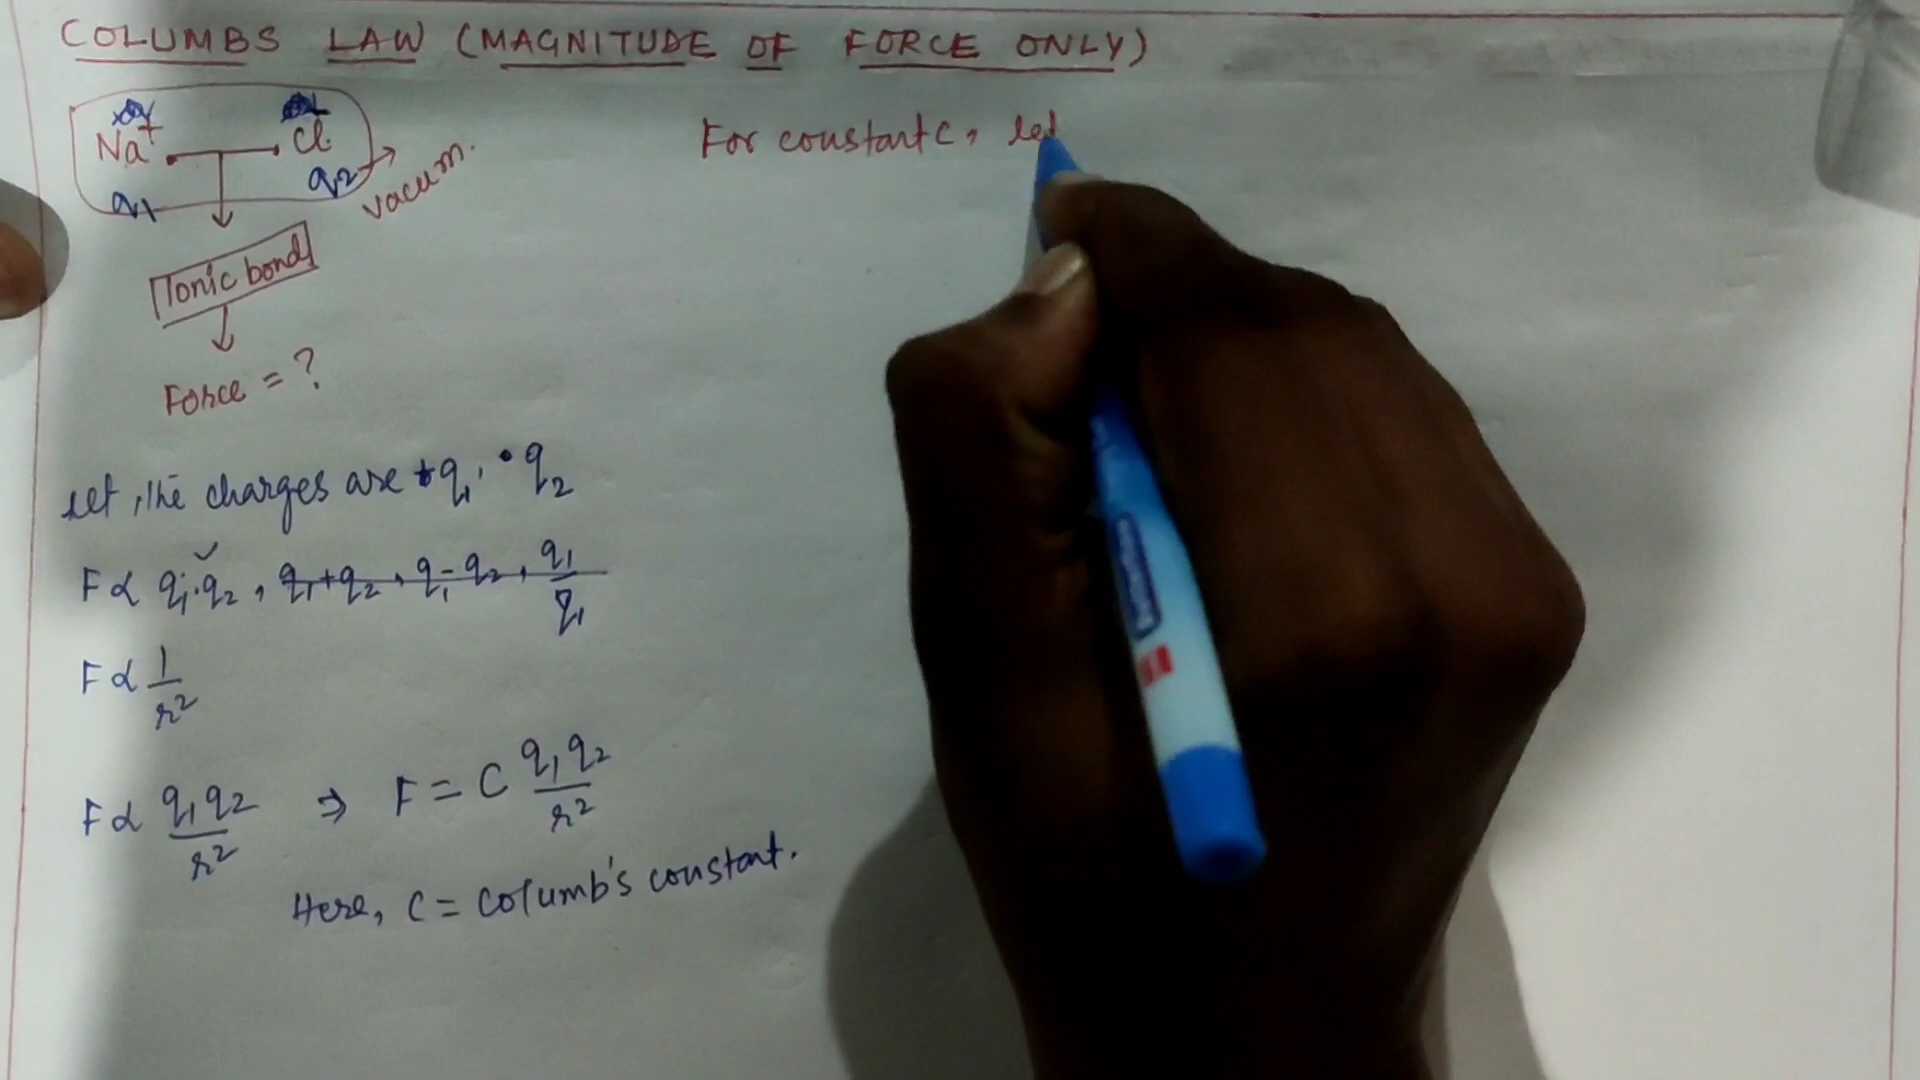 COLUMBS LAW (MAGNITUDE OF FORCE ONLY)
Na⁺ Cl
q₁ q₂ vacum.
Ionic bond
Force = ?
let, the charges are +q₁ • q₂
F ∝ q₁·q₂, q₁+q₂, q₁-q₂, q₁/q₁
F ∝ 1/r²
F ∝ q₁q₂/r² ⇒ F = C q₁q₂/r²
Here, C = columb's constant.
For constant C, let